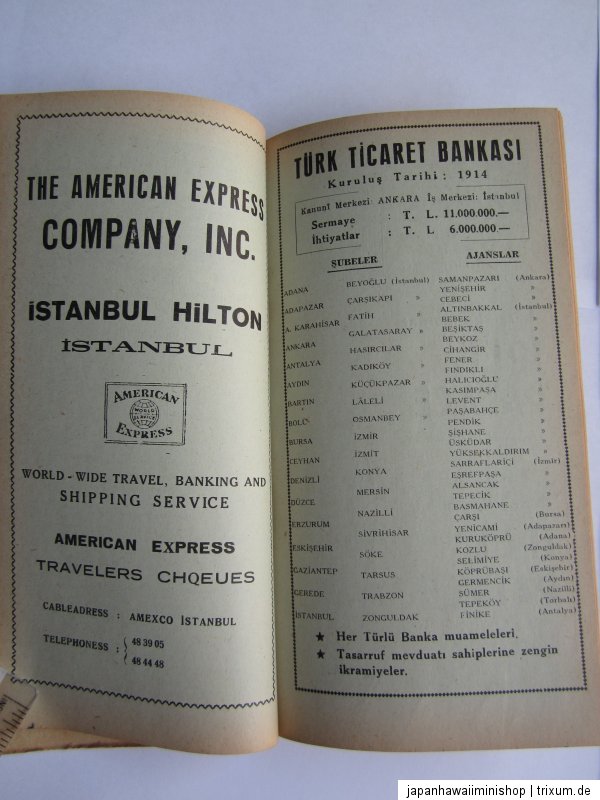 THE AMERICAN EXPRESS
COMPANY, INC.
İSTANBUL HİLTON
İSTANBUL
AMERICAN
WORLD
SERVICE
EXPRESS
WORLD - WIDE TRAVEL, BANKING AND
SHIPPING SERVICE
AMERICAN EXPRESS
TRAVELERS CHQEUES
CABLEADRESS : AMEXCO İSTANBUL
TELEPHONESS : 48 39 05
48 44 48
TÜRK TİCARET BANKASI
Kuruluş Tarihi : 1914
Kanunî Merkezi: ANKARA İş Merkezi: İstanbul
Sermaye : T. L. 11.000.000.—
İhtiyatlar : T. L 6.000.000.—
ŞUBELER
ADANA
ADAPAZAR
A. KARAHİSAR
ANKARA
ANTALYA
AYDIN
BARTIN
BOLU
BURSA
CEYHAN
DENİZLİ
DÜZCE
ERZURUM
ESKİŞEHİR
GAZİANTEP
GEREDE
İSTANBUL
BEYOĞLU (İstanbul)
ÇARŞIKAPI »
FATİH »
GALATASARAY »
HASIRCILAR »
KADIKÖY »
KÜÇÜKPAZAR »
LÂLELİ »
OSMANBEY »
İZMİR
İZMİT
KONYA
MERSİN
NAZİLLİ
SİVRİHİSAR
SÖKE
TARSUS
TRABZON
ZONGULDAK
AJANSLAR
SAMANPAZARI (Ankara)
YENİŞEHİR »
CEBECİ »
ALTINBAKKAL (İstanbul)
BEBEK »
BEŞİKTAŞ »
BEYKOZ »
CİHANGİR »
FENER »
FINDIKLI »
HALICIOĞLU »
KASIMPAŞA »
LEVENT »
PAŞABAHÇE »
PENDİK »
ŞİŞHANE »
ÜSKÜDAR »
YÜKSEKKALDIRIM »
SARRAFLARİÇİ (İzmir)
EŞREFPAŞA »
ALSANCAK »
TEPECİK »
BASMAHANE »
ÇARŞI (Bursa)
YENİCAMİ (Adapazarı)
KURUKÖPRÜ (Adana)
KOZLU (Zonguldak)
SELİMİYE (Konya)
KÖPRÜBAŞI (Eskişehir)
GERMENCİK (Aydın)
SÜMER (Nazilli)
TEPEKÖY (Torbalı)
FİNİKE (Antalya)
★ Her Türlü Banka muameleleri,
★ Tasarruf mevduatı sahiplerine zengin
ikramiyeler.
japanhawaiiminishop | trixum.de